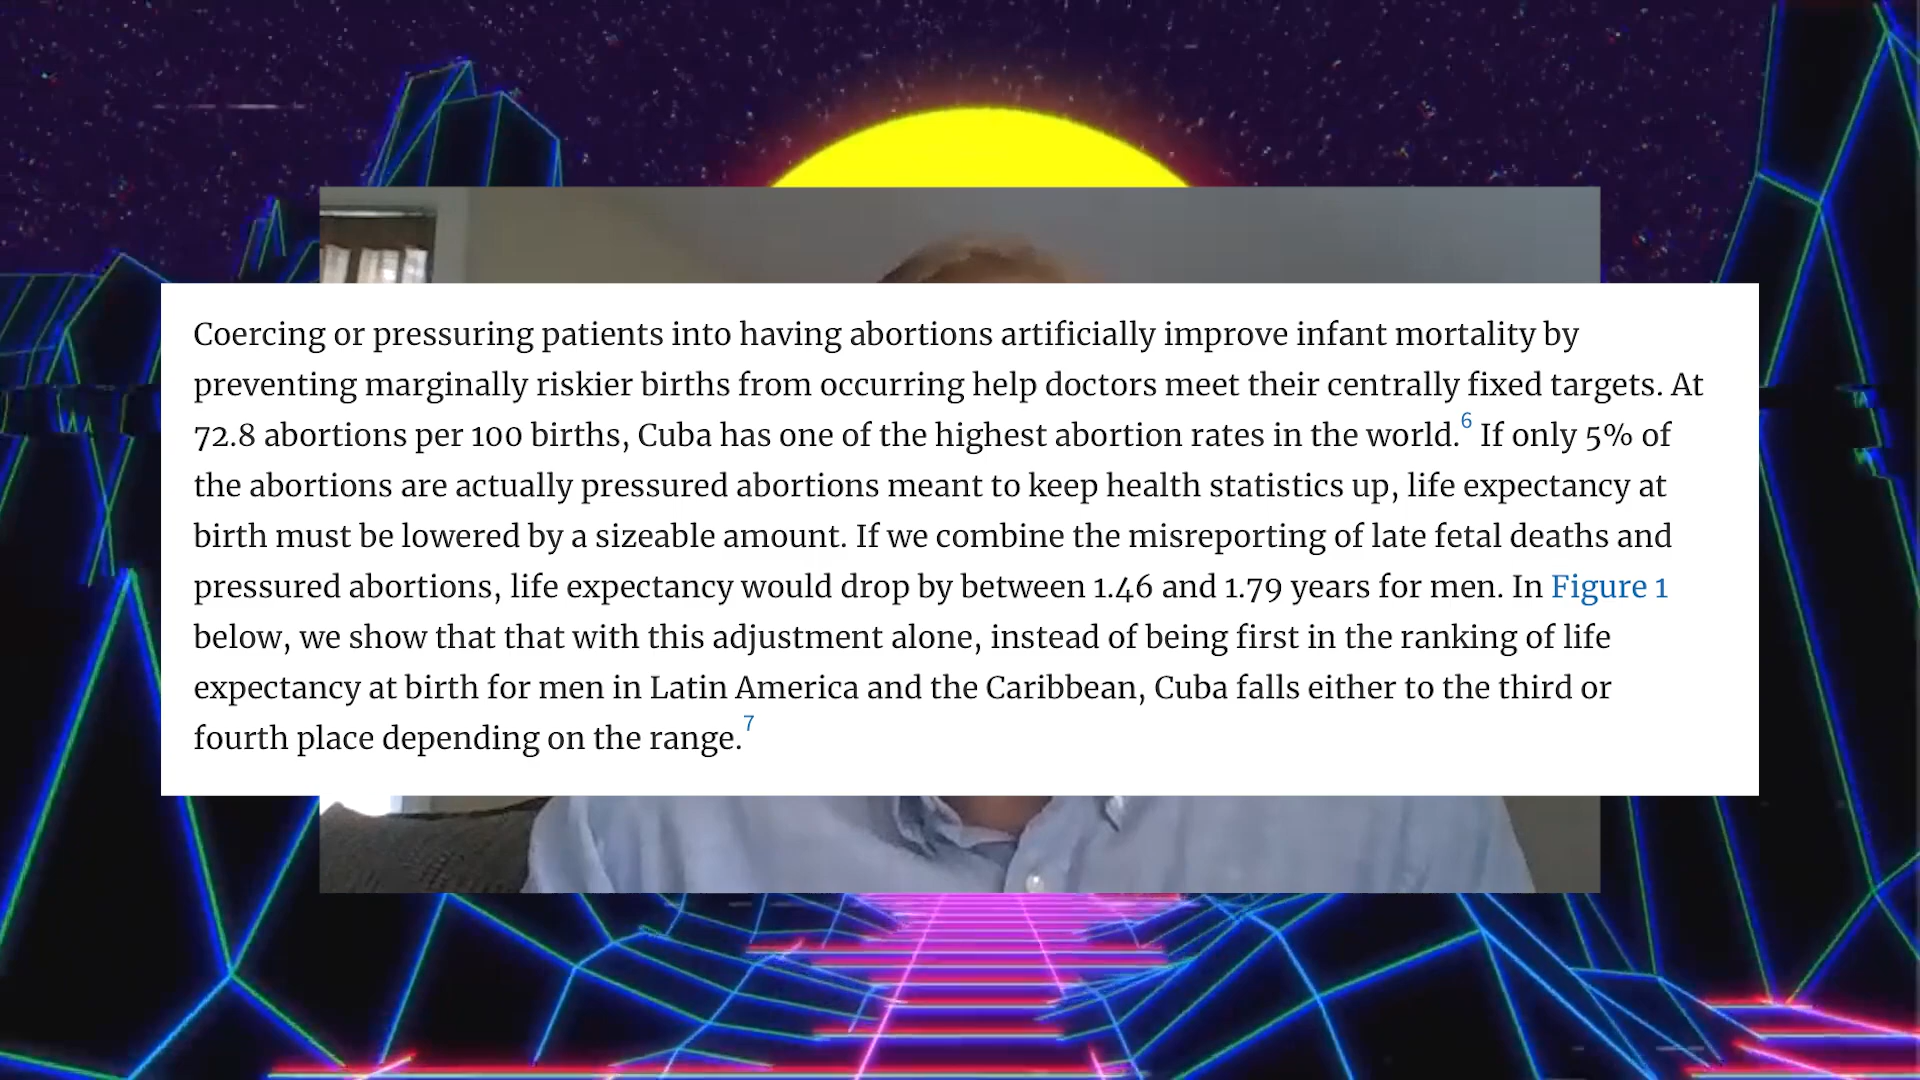 Coercing or pressuring patients into having abortions artificially improve infant mortality by
preventing marginally riskier births from occurring help doctors meet their centrally fixed targets. At
72.8 abortions per 100 births, Cuba has one of the highest abortion rates in the world.6 If only 5% of
the abortions are actually pressured abortions meant to keep health statistics up, life expectancy at
birth must be lowered by a sizeable amount. If we combine the misreporting of late fetal deaths and
pressured abortions, life expectancy would drop by between 1.46 and 1.79 years for men. In Figure 1
below, we show that that with this adjustment alone, instead of being first in the ranking of life
expectancy at birth for men in Latin America and the Caribbean, Cuba falls either to the third or
fourth place depending on the range.7